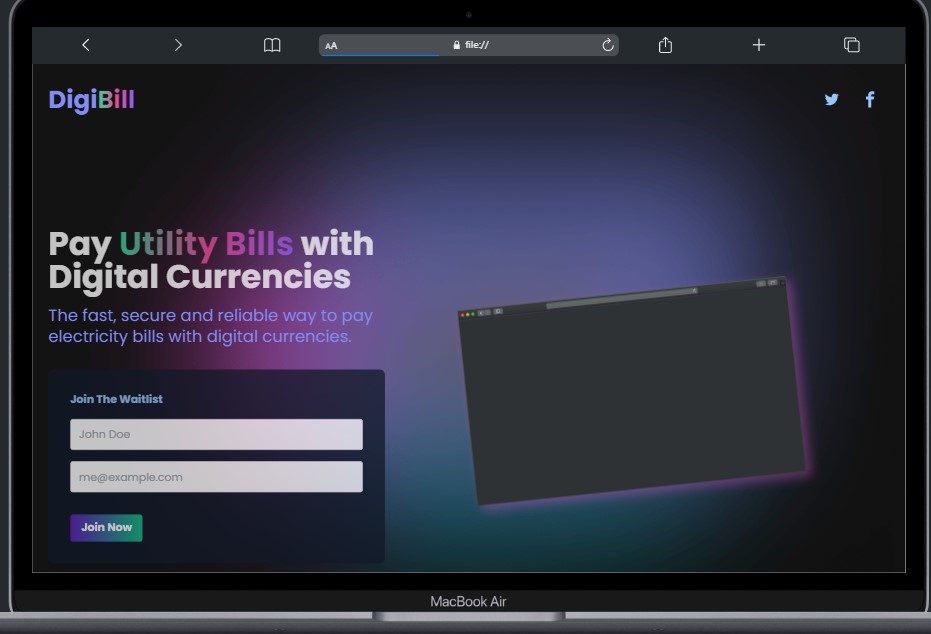 AA
file://
DigiBill
Pay Utility Bills with
Digital Currencies
The fast, secure and reliable way to pay
electricity bills with digital currencies.
Join The Waitlist
John Doe
me@example.com
Join Now
MacBook Air